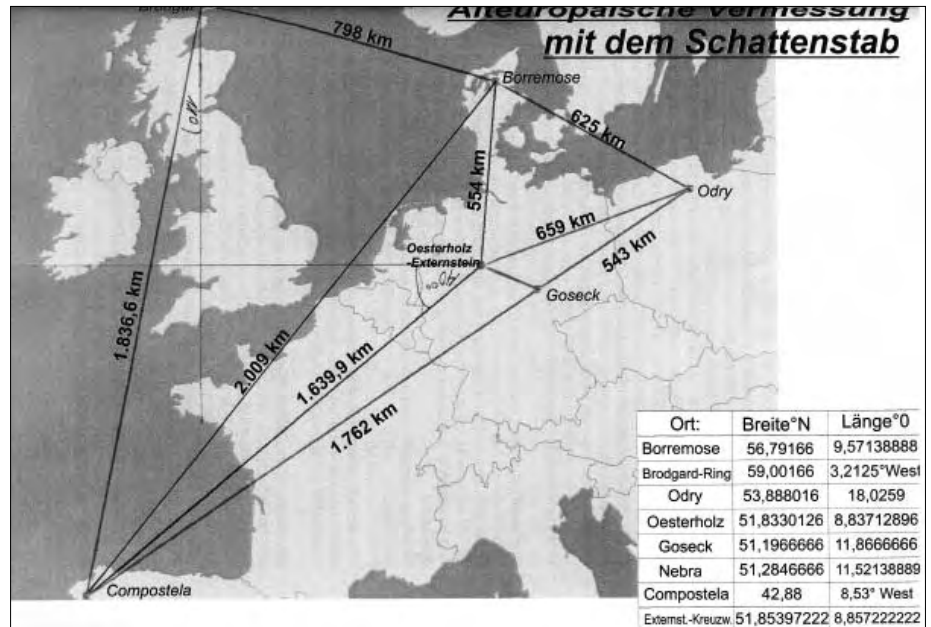 Alteuropäische Vermessung
mit dem Schattenstab
Brodgar
798 km
Borremose
625 km
554 km
Odry
659 km
Oesterholz
-Externstein
543 km
Goseck
1.836,6 km
2.009 km
1.639,9 km
1.762 km
Compostela
Ort: Breite°N Länge°0
Borremose 56,79166 9,57138888
Brodgard-Ring 59,00166 3,2125°West
Odry 53,888016 18,0259
Oesterholz 51,8330126 8,83712896
Goseck 51,1966666 11,8666666
Nebra 51,2846666 11,52138889
Compostela 42,88 8,53° West
Externst.-Kreuzw. 51,85397222 8,857222222